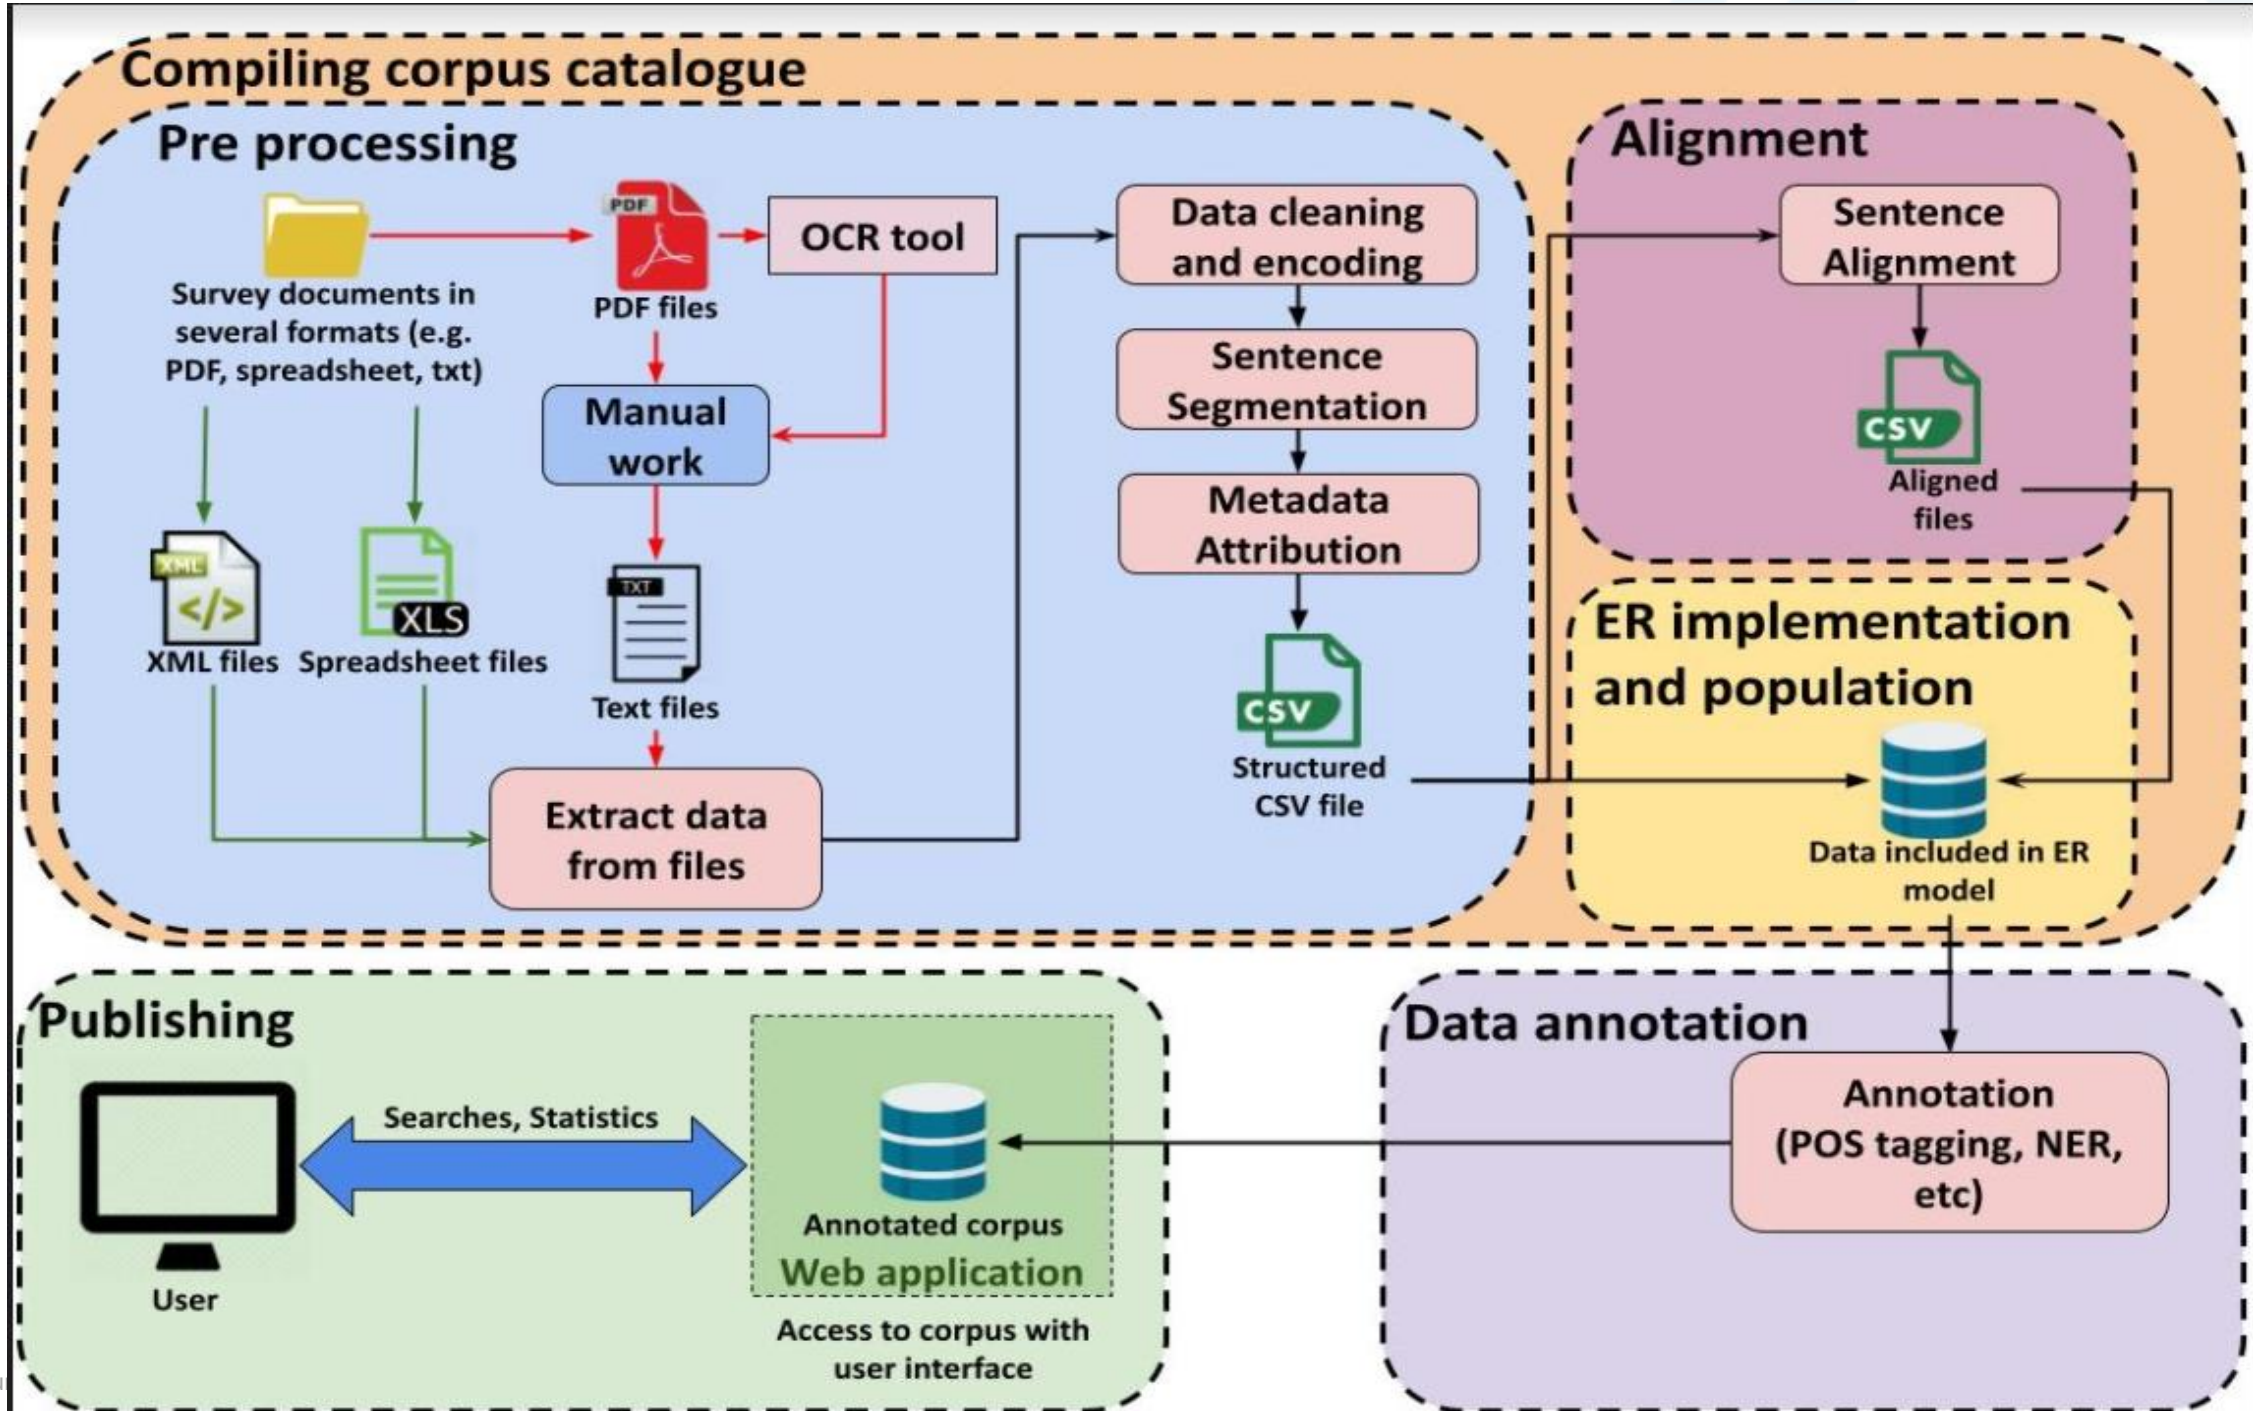 Compiling corpus catalogue
Pre processing
Survey documents in
several formats (e.g.
PDF, spreadsheet, txt)
PDF
PDF files
OCR tool
Manual
work
XML
</>
XML files
XLS
Spreadsheet files
TXT
Text files
Extract data
from files
Data cleaning
and encoding
Sentence
Segmentation
Metadata
Attribution
CSV
Structured
CSV file
Alignment
Sentence
Alignment
CSV
Aligned
files
ER implementation
and population
Data included in ER
model
Data annotation
Annotation
(POS tagging, NER,
etc)
Publishing
User
Searches, Statistics
Annotated corpus
Web application
Access to corpus with
user interface